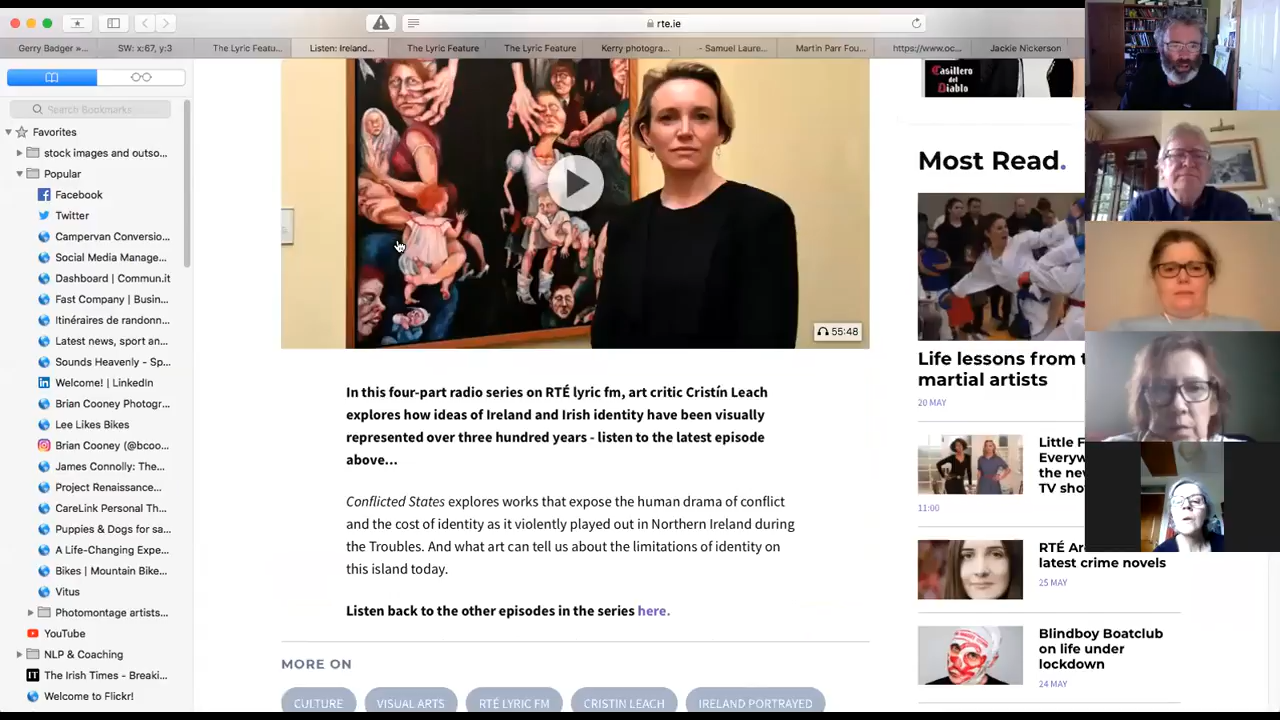 rte.ie
Gerry Badger »...
SW: x:67, y:3
The Lyric Featu...
Listen: Ireland...
The Lyric Feature
The Lyric Feature
Kerry photogra...
- Samuel Laure...
Martin Parr Fou...
https://www.oc...
Jackie Nickerson
Search Bookmarks
Favorites
stock images and outso...
Popular
Facebook
Twitter
Campervan Conversio...
Social Media Manage...
Dashboard | Commun.it
Fast Company | Busin...
Itinéraires de randonn...
Latest news, sport an...
Sounds Heavenly - Sp...
Welcome! | LinkedIn
Brian Cooney Photogr...
Lee Likes Bikes
Brian Cooney (@bcoo...
James Connolly: The...
Project Renaissance...
CareLink Personal Th...
Puppies & Dogs for sa...
A Life-Changing Expe...
Bikes | Mountain Bike...
Vitus
Photomontage artists...
YouTube
NLP & Coaching
IT The Irish Times - Breaki...
Welcome to Flickr!
55:48
In this four-part radio series on RTÉ lyric fm, art critic Cristín Leach
explores how ideas of Ireland and Irish identity have been visually
represented over three hundred years - listen to the latest episode
above...
Conflicted States explores works that expose the human drama of conflict
and the cost of identity as it violently played out in Northern Ireland during
the Troubles. And what art can tell us about the limitations of identity on
this island today.
Listen back to the other episodes in the series here.
MORE ON
CULTURE
VISUAL ARTS
RTÉ LYRIC FM
CRISTIN LEACH
IRELAND PORTRAYED
Casillero
del
Diablo
Most Read.
Life lessons from t
martial artists
20 MAY
Little F
Everyw
the nev
TV sho
11:00
RTÉ Ar
latest crime novels
25 MAY
Blindboy Boatclub
on life under
lockdown
24 MAY